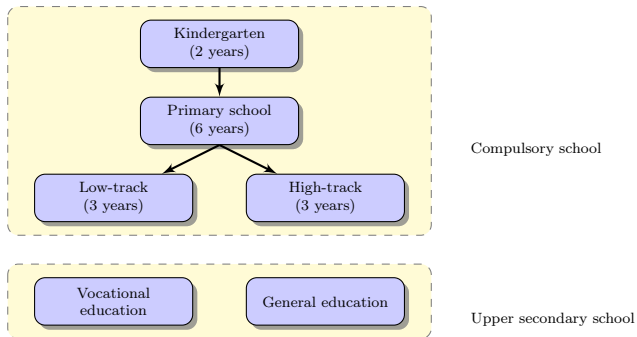 Kindergarten
(2 years)
Primary school
(6 years)
Compulsory school
Low-track
(3 years)
High-track
(3 years)
Vocational
education
General education
Upper secondary school